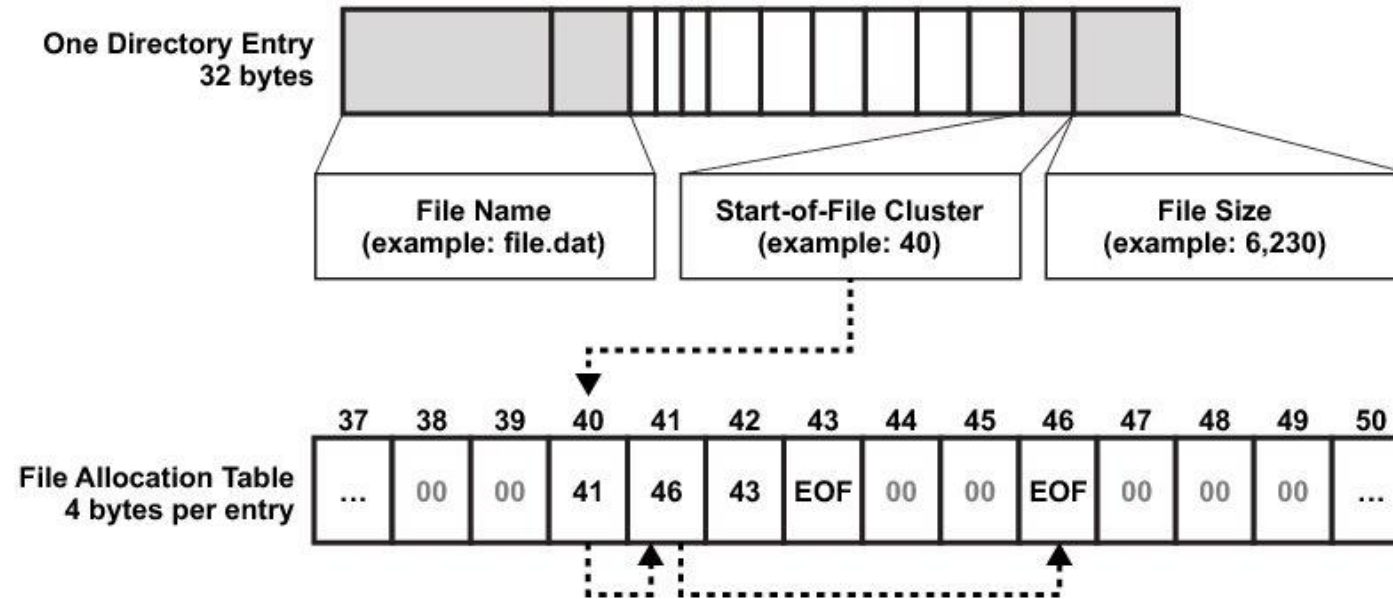 One Directory Entry
32 bytes
File Name
(example: file.dat)
Start-of-File Cluster
(example: 40)
File Size
(example: 6,230)
37 38 39 40 41 42 43 44 45 46 47 48 49 50
File Allocation Table
4 bytes per entry
... 00 00 41 46 43 EOF 00 00 EOF 00 00 00 ...